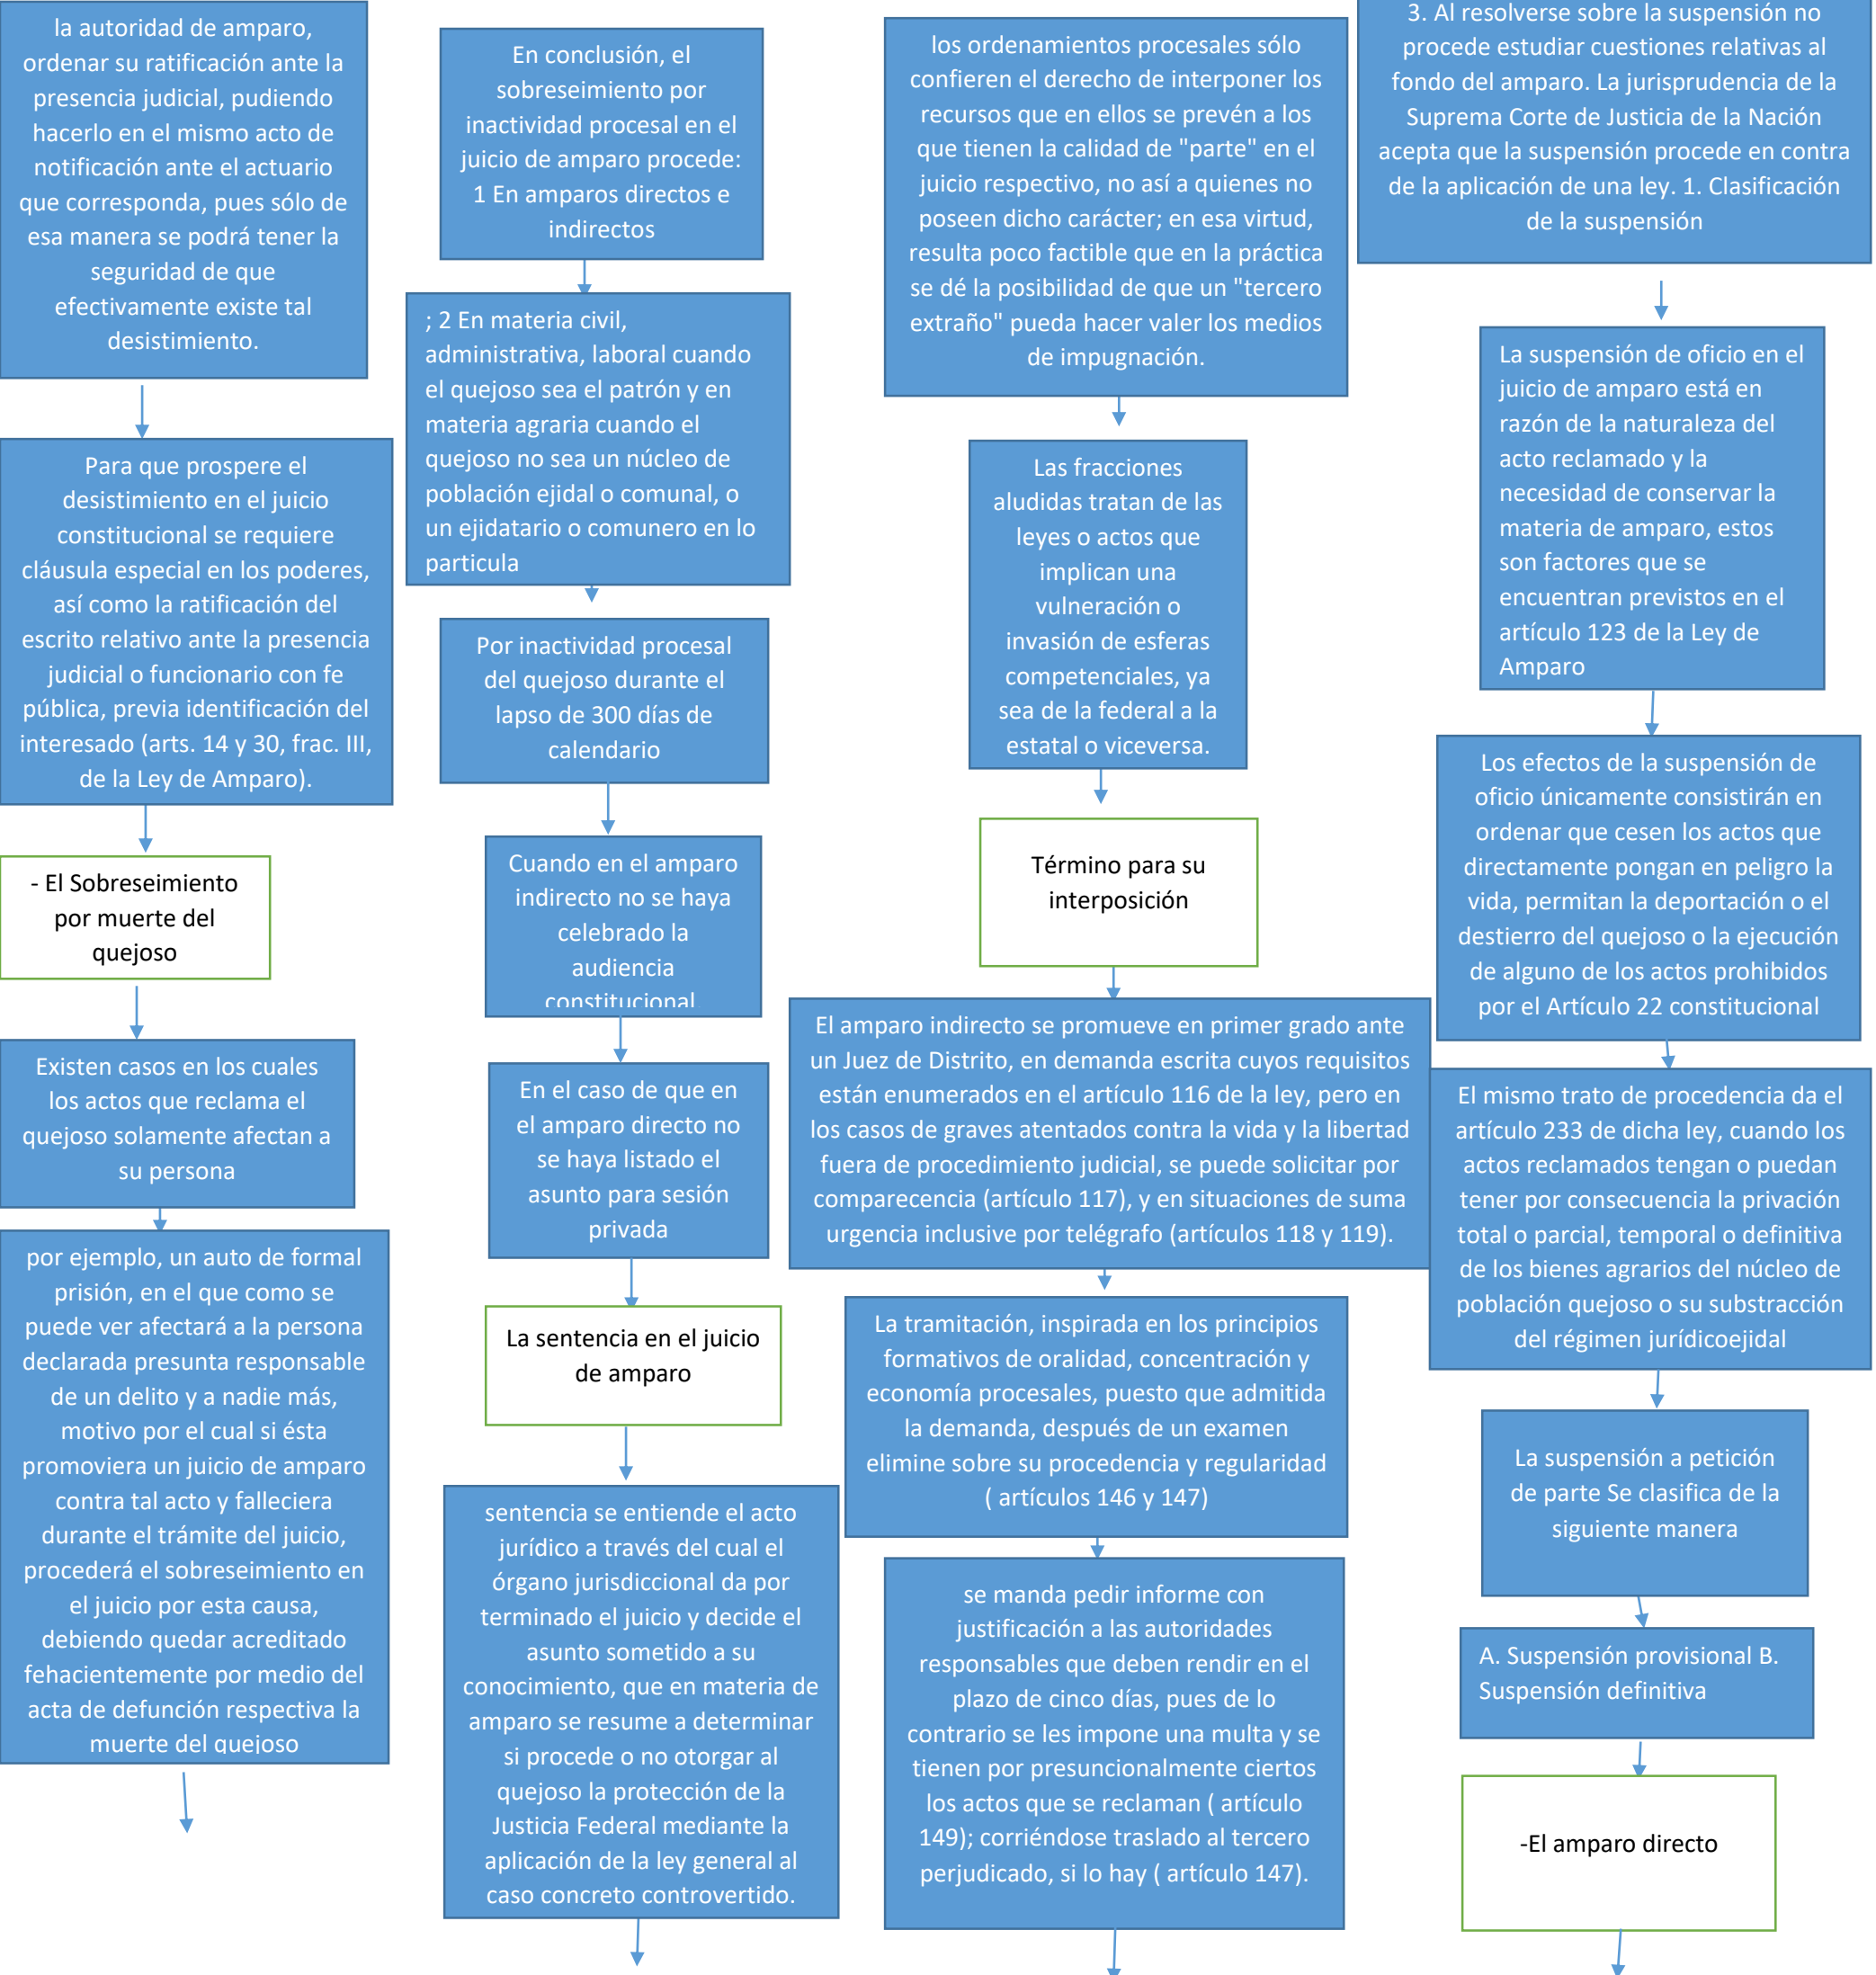 la autoridad de amparo,
ordenar su ratificación ante la
presencia judicial, pudiendo
hacerlo en el mismo acto de
notificación ante el actuario
que corresponda, pues sólo de
esa manera se podrá tener la
seguridad de que
efectivamente existe tal
desistimiento.
Para que prospere el
desistimiento en el juicio
constitucional se requiere
cláusula especial en los poderes,
así como la ratificación del
escrito relativo ante la presencia
judicial o funcionario con fe
pública, previa identificación del
interesado (arts. 14 y 30, frac. III,
de la Ley de Amparo).
- El Sobreseimiento
por muerte del
quejoso
Existen casos en los cuales
los actos que reclama el
quejoso solamente afectan a
su persona
por ejemplo, un auto de formal
prisión, en el que como se
puede ver afectará a la persona
declarada presunta responsable
de un delito y a nadie más,
motivo por el cual si ésta
promoviera un juicio de amparo
contra tal acto y falleciera
durante el trámite del juicio,
procederá el sobreseimiento en
el juicio por esta causa,
debiendo quedar acreditado
fehacientemente por medio del
acta de defunción respectiva la
muerte del quejoso
En conclusión, el
sobreseimiento por
inactividad procesal en el
juicio de amparo procede:
1 En amparos directos e
indirectos
; 2 En materia civil,
administrativa, laboral cuando
el quejoso sea el patrón y en
materia agraria cuando el
quejoso no sea un núcleo de
población ejidal o comunal, o
un ejidatario o comunero en lo
particula
Por inactividad procesal
del quejoso durante el
lapso de 300 días de
calendario
Cuando en el amparo
indirecto no se haya
celebrado la
audiencia
constitucional
En el caso de que en
el amparo directo no
se haya listado el
asunto para sesión
privada
La sentencia en el juicio
de amparo
sentencia se entiende el acto
jurídico a través del cual el
órgano jurisdiccional da por
terminado el juicio y decide el
asunto sometido a su
conocimiento, que en materia de
amparo se resume a determinar
si procede o no otorgar al
quejoso la protección de la
Justicia Federal mediante la
aplicación de la ley general al
caso concreto controvertido.
los ordenamientos procesales sólo
confieren el derecho de interponer los
recursos que en ellos se prevén a los
que tienen la calidad de "parte" en el
juicio respectivo, no así a quienes no
poseen dicho carácter; en esa virtud,
resulta poco factible que en la práctica
se dé la posibilidad de que un "tercero
extraño" pueda hacer valer los medios
de impugnación.
Las fracciones
aludidas tratan de las
leyes o actos que
implican una
vulneración o
invasión de esferas
competenciales, ya
sea de la federal a la
estatal o viceversa.
Término para su
interposición
El amparo indirecto se promueve en primer grado ante
un Juez de Distrito, en demanda escrita cuyos requisitos
están enumerados en el artículo 116 de la ley, pero en
los casos de graves atentados contra la vida y la libertad
fuera de procedimiento judicial, se puede solicitar por
comparecencia (artículo 117), y en situaciones de suma
urgencia inclusive por telégrafo (artículos 118 y 119).
La tramitación, inspirada en los principios
formativos de oralidad, concentración y
economía procesales, puesto que admitida
la demanda, después de un examen
elimine sobre su procedencia y regularidad
( artículos 146 y 147)
se manda pedir informe con
justificación a las autoridades
responsables que deben rendir en el
plazo de cinco días, pues de lo
contrario se les impone una multa y se
tienen por presuncionalmente ciertos
los actos que se reclaman ( artículo
149); corriéndose traslado al tercero
perjudicado, si lo hay ( artículo 147).
3. Al resolverse sobre la suspensión no
procede estudiar cuestiones relativas al
fondo del amparo. La jurisprudencia de la
Suprema Corte de Justicia de la Nación
acepta que la suspensión procede en contra
de la aplicación de una ley. 1. Clasificación
de la suspensión
La suspensión de oficio en el
juicio de amparo está en
razón de la naturaleza del
acto reclamado y la
necesidad de conservar la
materia de amparo, estos
son factores que se
encuentran previstos en el
artículo 123 de la Ley de
Amparo
Los efectos de la suspensión de
oficio únicamente consistirán en
ordenar que cesen los actos que
directamente pongan en peligro la
vida, permitan la deportación o el
destierro del quejoso o la ejecución
de alguno de los actos prohibidos
por el Artículo 22 constitucional
El mismo trato de procedencia da el
artículo 233 de dicha ley, cuando los
actos reclamados tengan o puedan
tener por consecuencia la privación
total o parcial, temporal o definitiva
de los bienes agrarios del núcleo de
población quejoso o su substracción
del régimen jurídicoejidal
La suspensión a petición
de parte Se clasifica de la
siguiente manera
A. Suspensión provisional B.
Suspensión definitiva
-El amparo directo